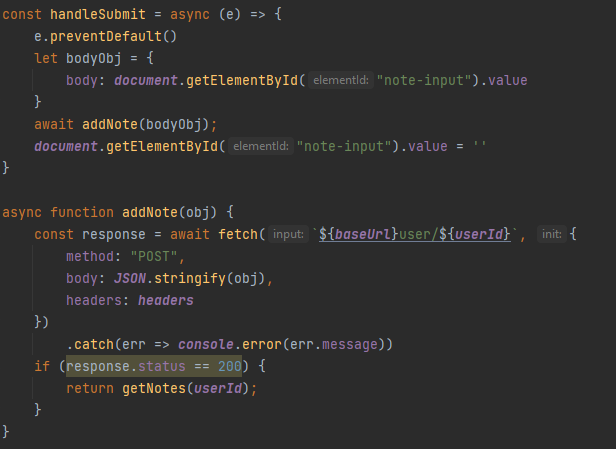 const handleSubmit = async (e) => {
    e.preventDefault()
    let bodyObj = {
        body: document.getElementById( elementId: "note-input").value
    }
    await addNote(bodyObj);
    document.getElementById( elementId: "note-input").value = ''
}

async function addNote(obj) {
    const response = await fetch( input: `${baseUrl}user/${userId}`, init: {
        method: "POST",
        body: JSON.stringify(obj),
        headers: headers
    })
        .catch(err => console.error(err.message))
    if (response.status == 200) {
        return getNotes(userId);
    }
}